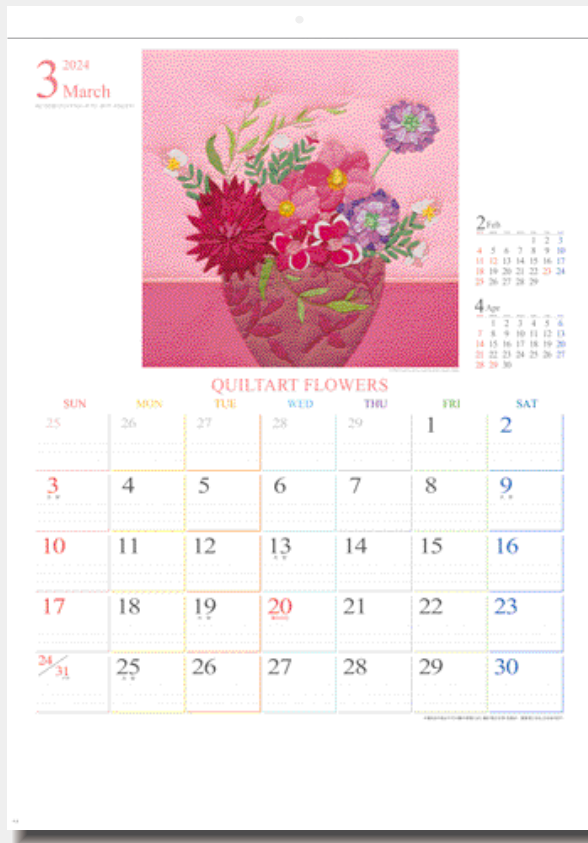 3 2024
March
2 Feb
1 2 3
4 5 6 7 8 9 10
11 12 13 14 15 16 17
18 19 20 21 22 23 24
25 26 27 28 29
4 Apr
1 2 3 4 5 6
7 8 9 10 11 12 13
14 15 16 17 18 19 20
21 22 23 24 25 26 27
28 29 30
QUILTART FLOWERS
SUN MON TUE WED THU FRI SAT
25 26 27 28 29 1 2
3 4 5 6 7 8 9
10 11 12 13 14 15 16
17 18 19 20 21 22 23
24/31 25 26 27 28 29 30